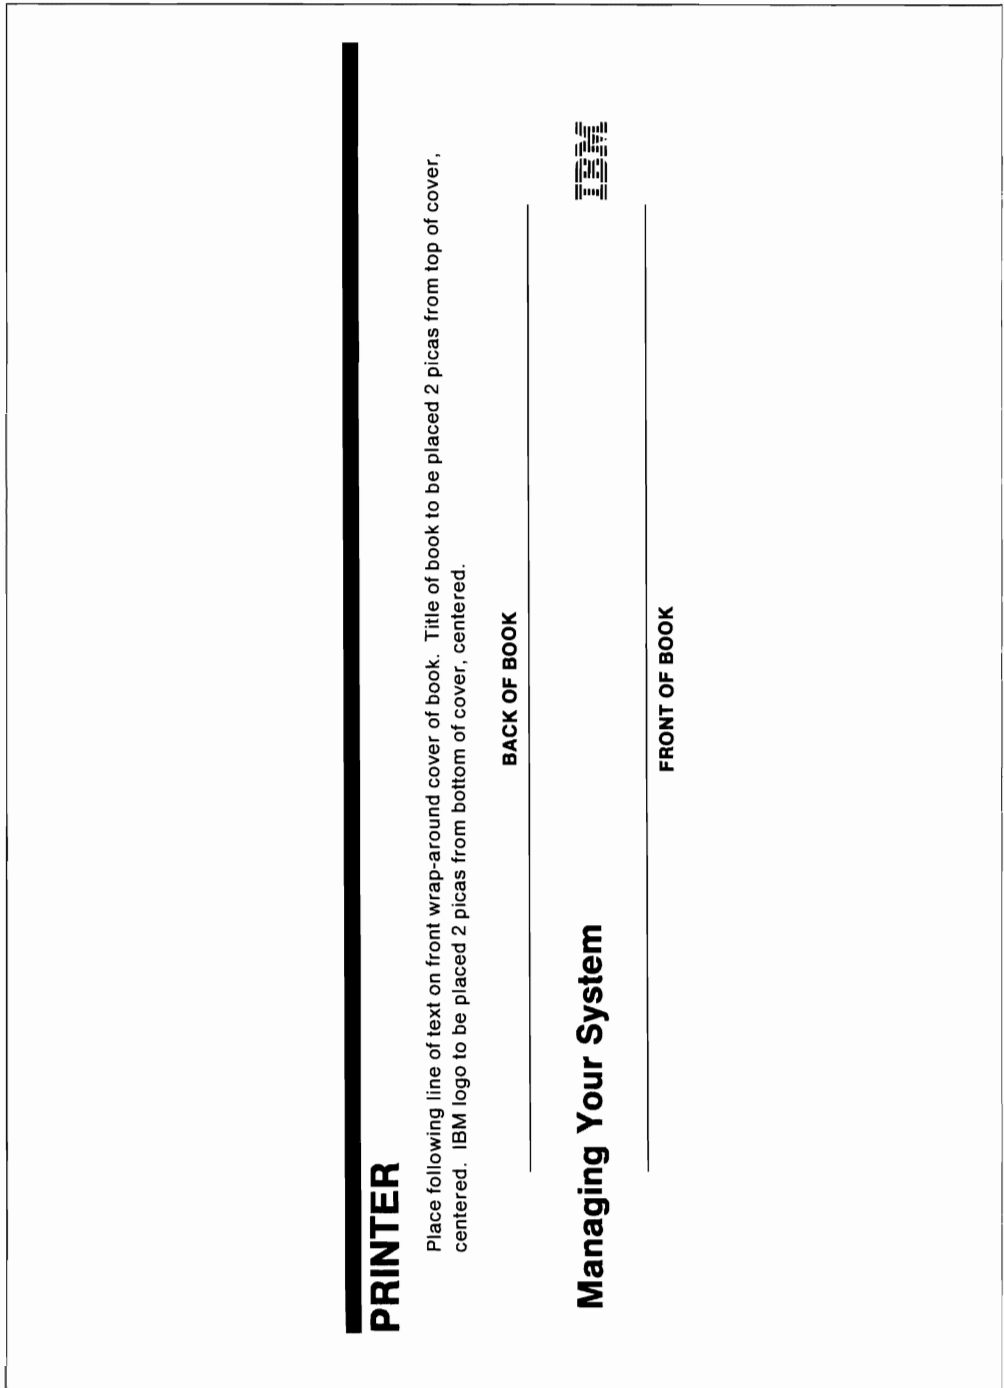 PRINTER
Place following line of text on front wrap-around cover of book. Title of book to be placed 2 picas from top of cover,
centered. IBM logo to be placed 2 picas from bottom of cover, centered.
BACK OF BOOK
Managing Your System IBM
FRONT OF BOOK